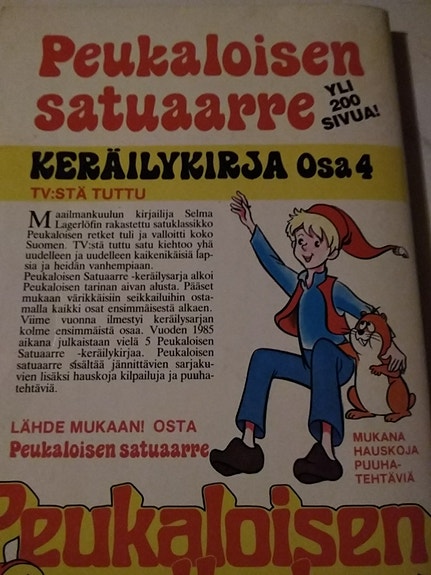 Peukaloisen
satuaarre
YLI
200
SIVUA!
KERÄILYKIRJA Osa 4
TV:STÄ TUTTU
Maailmankuulun kirjailija Selma
Lagerlöfin rakastettu satuklassikko
Peukaloisen retket tuli ja valloitti koko
Suomen. TV:stä tuttu satu kiehtoo yhä
uudelleen ja uudelleen kaikenikäisiä lap-
sia ja heidän vanhempiaan.
Peukaloisen Satuaarre -keräilysarja alkoi
Peukaloisen tarinan aivan alusta. Pääset
mukaan värikkäisiin seikkailuihin osta-
malla kaikki osat ensimmäisestä alkaen.
Viime vuonna ilmestyi keräilysarjan
kolme ensimmäistä osaa. Vuoden 1985
aikana julkaistaan vielä 5 Peukaloisen
Satuaarre -keräilykirjaa. Peukaloisen
satuaarre sisältää jännittävien sarjaku-
vien lisäksi hauskoja kilpailuja ja puuha-
tehtäviä.
LÄHDE MUKAAN! OSTA
Peukaloisen satuaarre
MUKANA
HAUSKOJA
PUUHA-
TEHTÄVIÄ
Peukaloisen